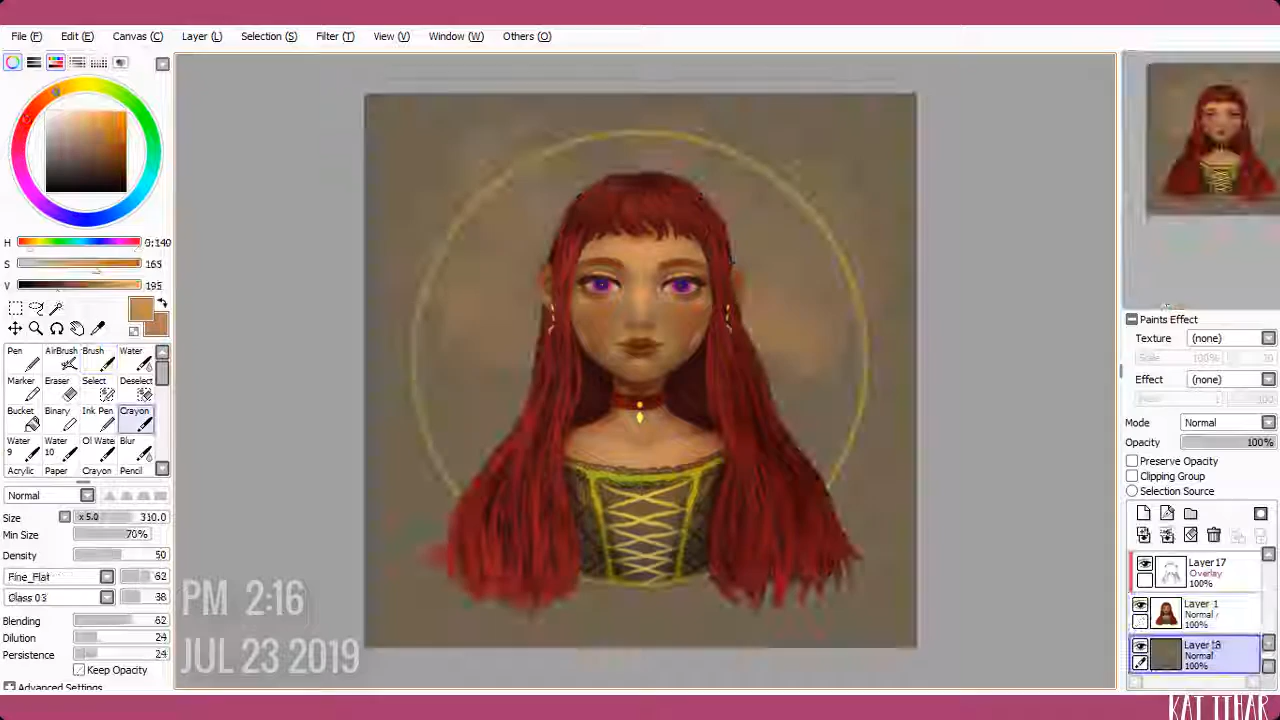 File (F) Edit (E) Canvas (C) Layer (L) Selection (S) Filter (T) View (V) Window (W) Others (O)
H 0:140
S 165
V 195
Pen AirBrush Brush Water
Marker Eraser Select Deselect
Bucket Binary Ink Pen Crayon
Water 9 Water 10 Oil Water Blur
Acrylic Paper Crayon Pencil
Normal
Size x 5.0 310.0
Min Size 70%
Density 50
Fine_Flat 62
Glass 03 38
Blending 62
Dilution 24
Persistence 24
Keep Opacity
Advanced Settings
PM 2:16
JUL 23 2019
Paints Effect
Texture (none)
Scale 100% 20
Effect (none)
100
Mode Normal
Opacity 100%
Preserve Opacity
Clipping Group
Selection Source
Layer17
Overlay
100%
Layer 1
Normal
100%
Layer 18
Normal
100%